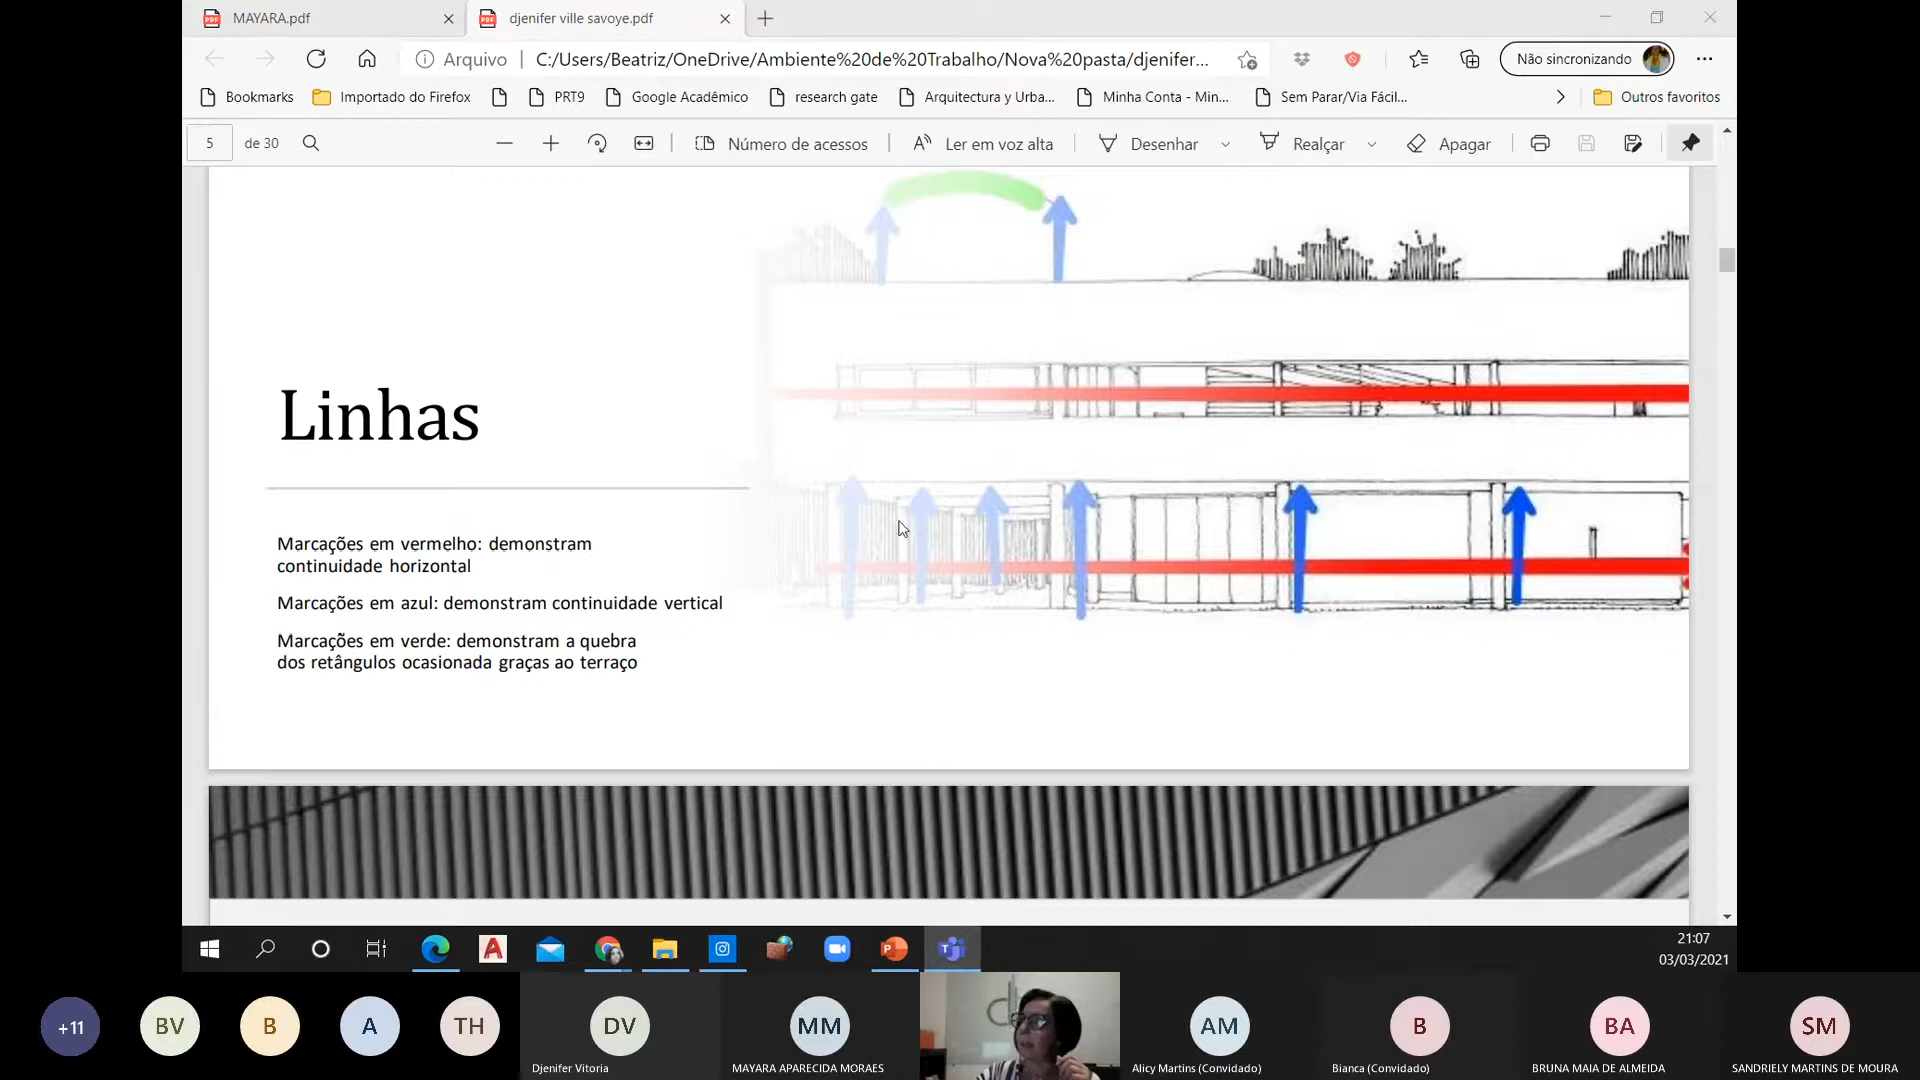 MAYARA.pdf
djenifer ville savoye.pdf
Arquivo
C:/Users/Beatriz/OneDrive/Ambiente%20de%20Trabalho/Nova%20pasta/djenifer...
Não sincronizando
Bookmarks
Importado do Firefox
PRT9
Google Acadêmico
research gate
Arquitectura y Urba...
Minha Conta - Min...
Sem Parar/Via Fácil...
Outros favoritos
5
de 30
Número de acessos
Ler em voz alta
Desenhar
Realçar
Apagar
Linhas
Marcações em vermelho: demonstram
continuidade horizontal
Marcações em azul: demonstram continuidade vertical
Marcações em verde: demonstram a quebra
dos retângulos ocasionada graças ao terraço
21:07
03/03/2021
+11
BV
B
A
TH
DV
Djenifer Vitoria
MM
MAYARA APARECIDA MORAES
AM
Alicy Martins (Convidado)
B
Bianca (Convidado)
BA
BRUNA MAIA DE ALMEIDA
SM
SANDRIELY MARTINS DE MOURA